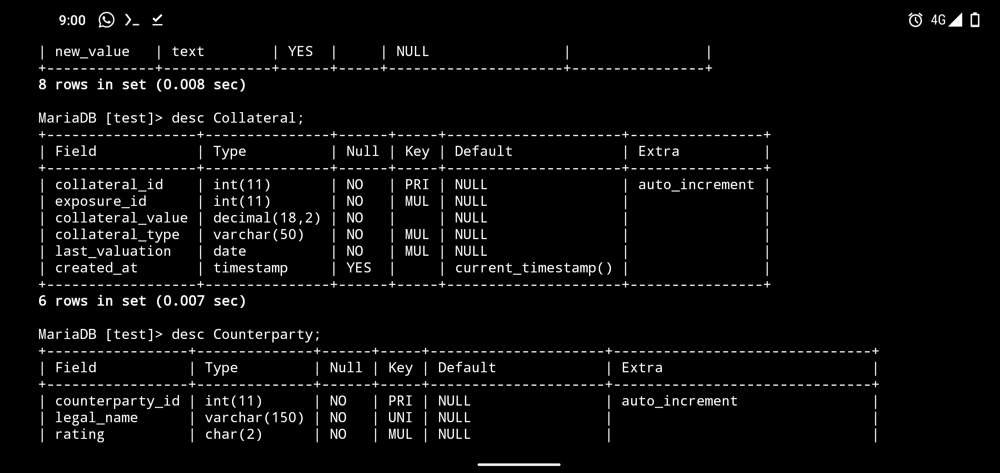 9:00 4G
| new_value   | text        | YES  |     | NULL                |                |
+-------------+-------------+------+-----+---------------------+----------------+
8 rows in set (0.008 sec)

MariaDB [test]> desc Collateral;
+------------------+---------------+------+-----+---------------------+----------------+
| Field            | Type          | Null | Key | Default             | Extra          |
+------------------+---------------+------+-----+---------------------+----------------+
| collateral_id    | int(11)       | NO   | PRI | NULL                | auto_increment |
| exposure_id      | int(11)       | NO   | MUL | NULL                |                |
| collateral_value | decimal(18,2) | NO   |     | NULL                |                |
| collateral_type  | varchar(50)   | NO   | MUL | NULL                |                |
| last_valuation   | date          | NO   | MUL | NULL                |                |
| created_at       | timestamp     | YES  |     | current_timestamp() |                |
+------------------+---------------+------+-----+---------------------+----------------+
6 rows in set (0.007 sec)

MariaDB [test]> desc Counterparty;
+-----------------+--------------+------+-----+---------------------+-------------------------------+
| Field           | Type         | Null | Key | Default             | Extra                         |
+-----------------+--------------+------+-----+---------------------+-------------------------------+
| counterparty_id | int(11)      | NO   | PRI | NULL                | auto_increment                |
| legal_name      | varchar(150) | NO   | UNI | NULL                |                               |
| rating          | char(2)      | NO   | MUL | NULL                |                               |